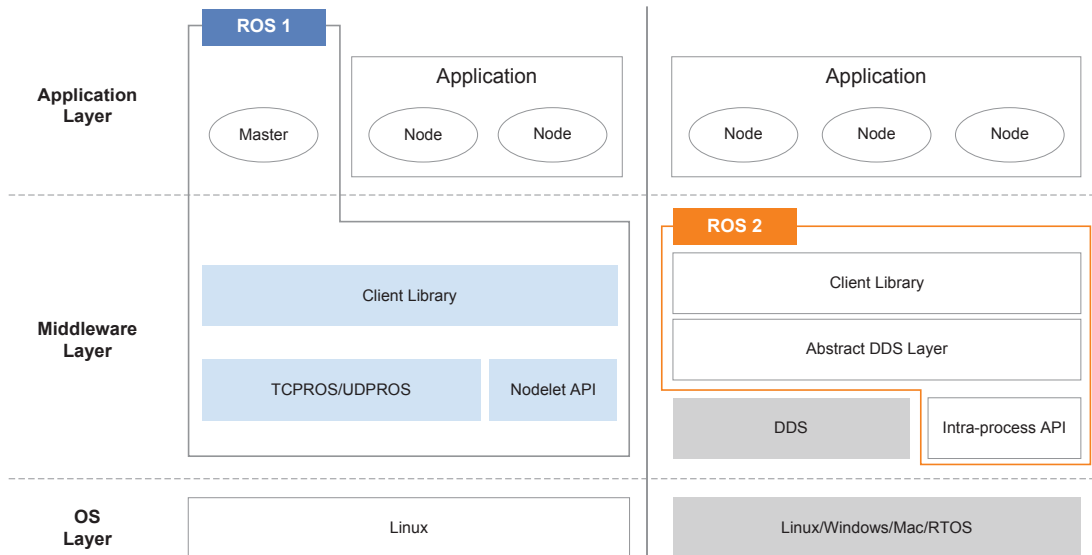 ROS 1
Application
Layer
Master
Application
Node
Node
Application
Node
Node
Node
Middleware
Layer
Client Library
TCPROS/UDPROS
Nodelet API
ROS 2
Client Library
Abstract DDS Layer
DDS
Intra-process API
OS
Layer
Linux
Linux/Windows/Mac/RTOS